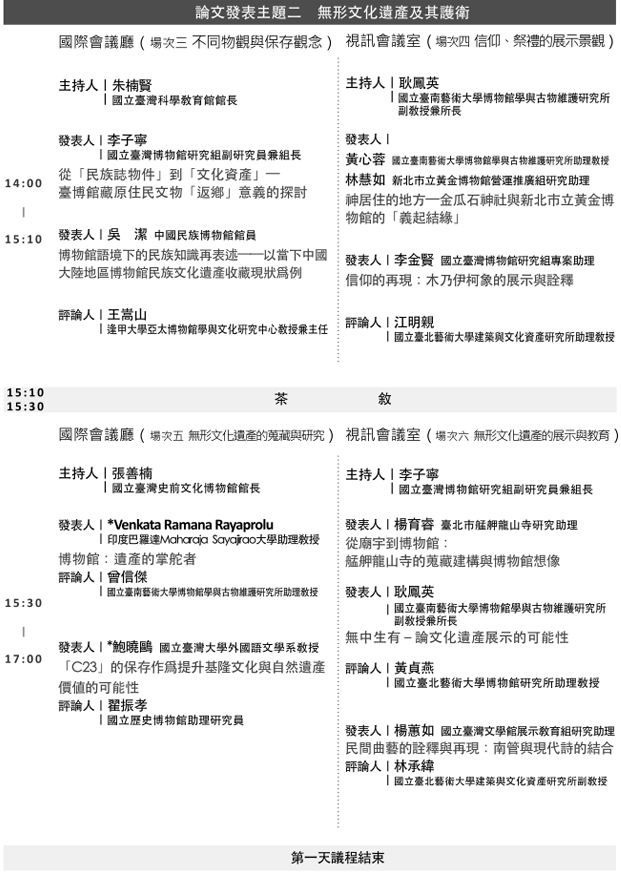 論文發表主題二　無形文化遺產及其護衛
國際會議廳（場次三 不同物觀與保存觀念）
主持人｜朱楠賢
｜國立臺灣科學教育館館長
發表人｜李子寧
｜國立臺灣博物館研究組副研究員兼組長
從「民族誌物件」到「文化資產」—
臺博館藏原住民文物「返鄉」意義的探討
14:00
｜
15:10
發表人｜吳　潔 中國民族博物館館員
博物館語境下的民族知識再表述——以當下中國
大陸地區博物館民族文化遺產收藏現狀爲例
評論人｜王嵩山
｜逢甲大學亞太博物館學與文化研究中心教授兼主任
視訊會議室（場次四 信仰、祭禮的展示景觀）
主持人｜耿鳳英
｜國立臺南藝術大學博物館學與古物維護研究所
副教授兼所長
發表人｜
黃心蓉 國立臺南藝術大學博物館學與古物維護研究所助理教授
林慧如 新北市立黃金博物館營運推廣組研究助理
神居住的地方—金瓜石神社與新北市立黃金博
物館的「義起結緣」
發表人｜李金賢 國立臺灣博物館研究組專案助理
信仰的再現：木乃伊柯象的展示與詮釋
評論人｜江明親
｜國立臺北藝術大學建築與文化資產研究所助理教授
15:10
15:30
茶　敘
國際會議廳（場次五 無形文化遺產的蒐藏與研究）
主持人｜張善楠
｜國立臺灣史前文化博物館館長
發表人｜*Venkata Ramana Rayaprolu
｜印度巴羅達Maharaja Sayajirao大學助理教授
博物館：遺產的掌舵者
評論人｜曾信傑
｜國立臺南藝術大學博物館學與古物維護研究所助理教授
15:30
｜
17:00
發表人｜*鮑曉鷗 國立臺灣大學外國語文學系教授
「C23」的保存作爲提升基隆文化與自然遺產
價值的可能性
評論人｜翟振孝
｜國立歷史博物館助理研究員
視訊會議室（場次六 無形文化遺產的展示與教育）
主持人｜李子寧
｜國立臺灣博物館研究組副研究員兼組長
發表人｜楊育睿 臺北市艋舺龍山寺研究助理
從廟宇到博物館：
艋舺龍山寺的蒐藏建構與博物館想像
發表人｜耿鳳英
｜國立臺南藝術大學博物館學與古物維護研究所
副教授兼所長
無中生有－論文化遺產展示的可能性
評論人｜黃貞燕
｜國立臺北藝術大學博物館研究所助理教授
發表人｜楊蕙如 國立臺灣文學館展示教育組研究助理
民間曲藝的詮釋與再現：南管與現代詩的結合
評論人｜林承緯
｜國立臺北藝術大學建築與文化資產研究所副教授
第一天議程結束